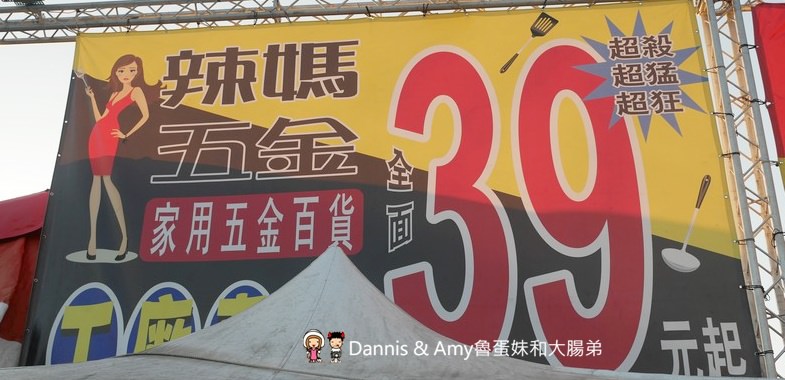 辣媽
五金
家用五金百貨
全面
39
元起
超殺
超猛
超狂
工
Dannis & Amy魯蛋妹和大腸弟